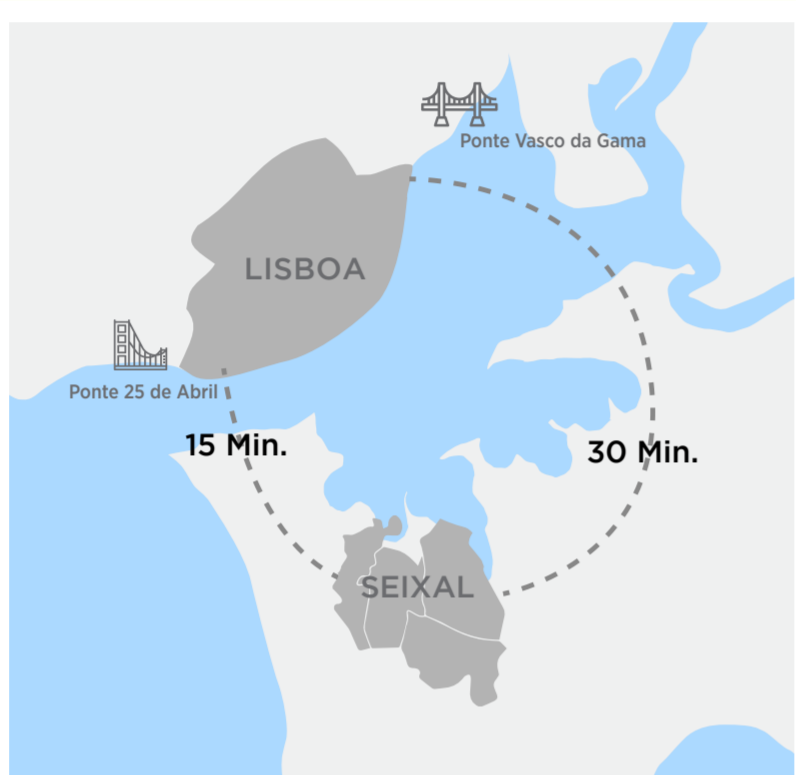 Ponte Vasco da Gama
LISBOA
Ponte 25 de Abril
15 Min.
30 Min.
SEIXAL